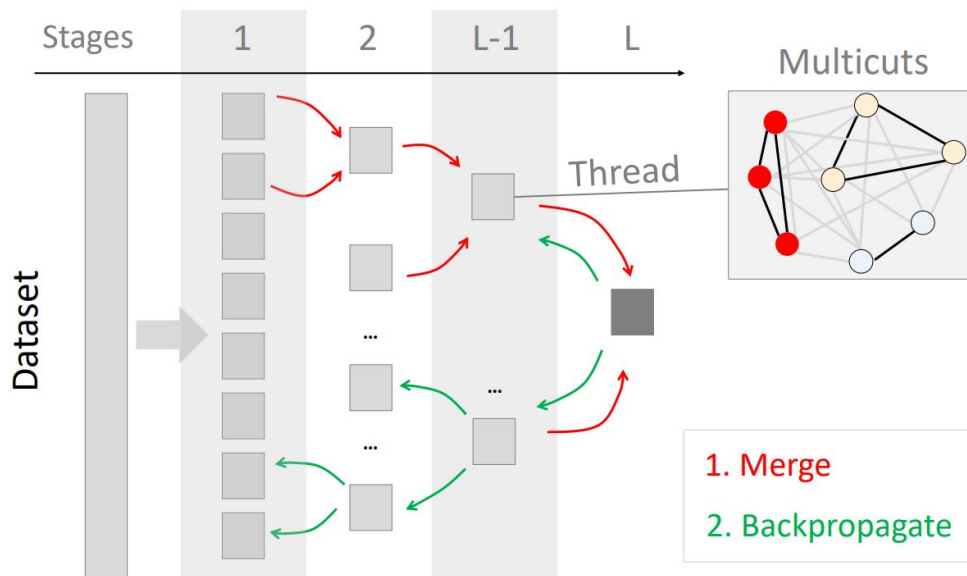 Stages
1
2
L-1
L
Multicuts
Thread
Dataset
...
...
...
1. Merge
2. Backpropagate